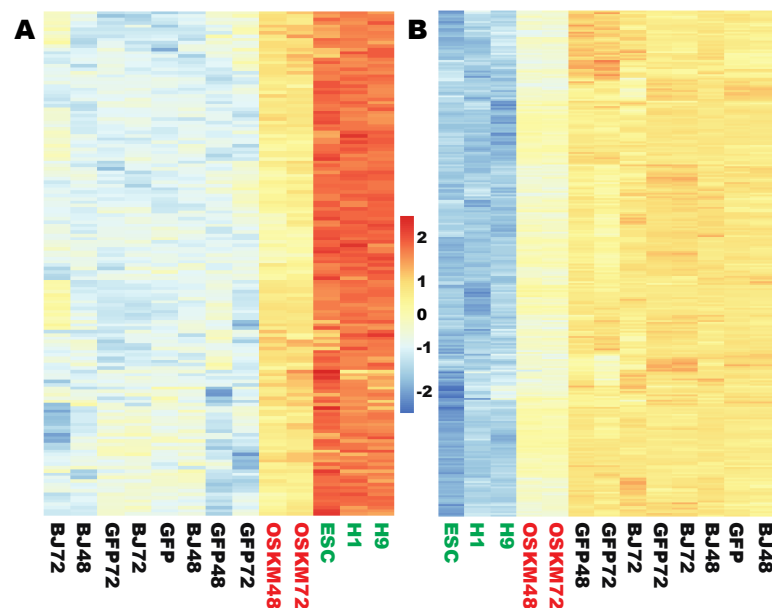 A
B
2
1
0
-1
-2
BJ72
BJ48
GFP72
BJ72
GFP
BJ48
GFP48
GFP72
OSKM48
OSKM72
ESC
H1
H9
ESC
H1
H9
OSKM48
OSKM72
GFP48
GFP72
BJ72
GFP72
BJ72
BJ48
GFP
BJ48